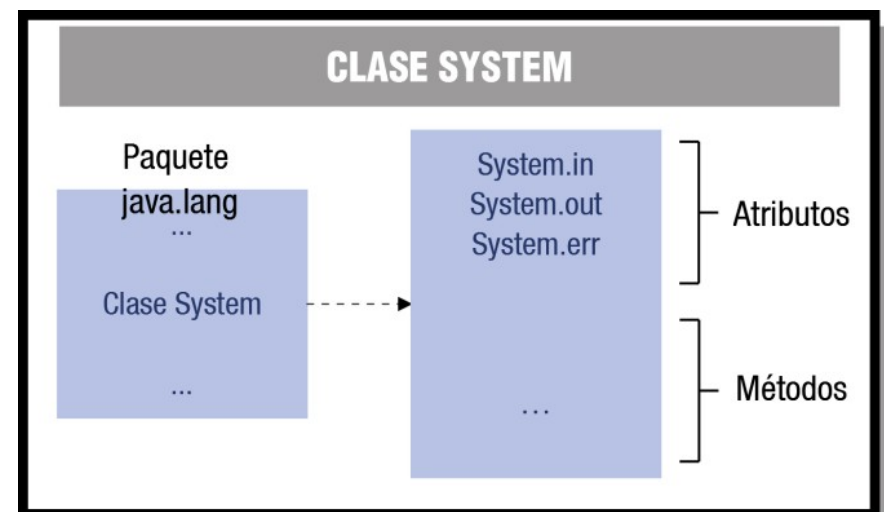 CLASE SYSTEM
Paquete
java.lang
...
Clase System
...
System.in
System.out
System.err
...
Atributos
Métodos